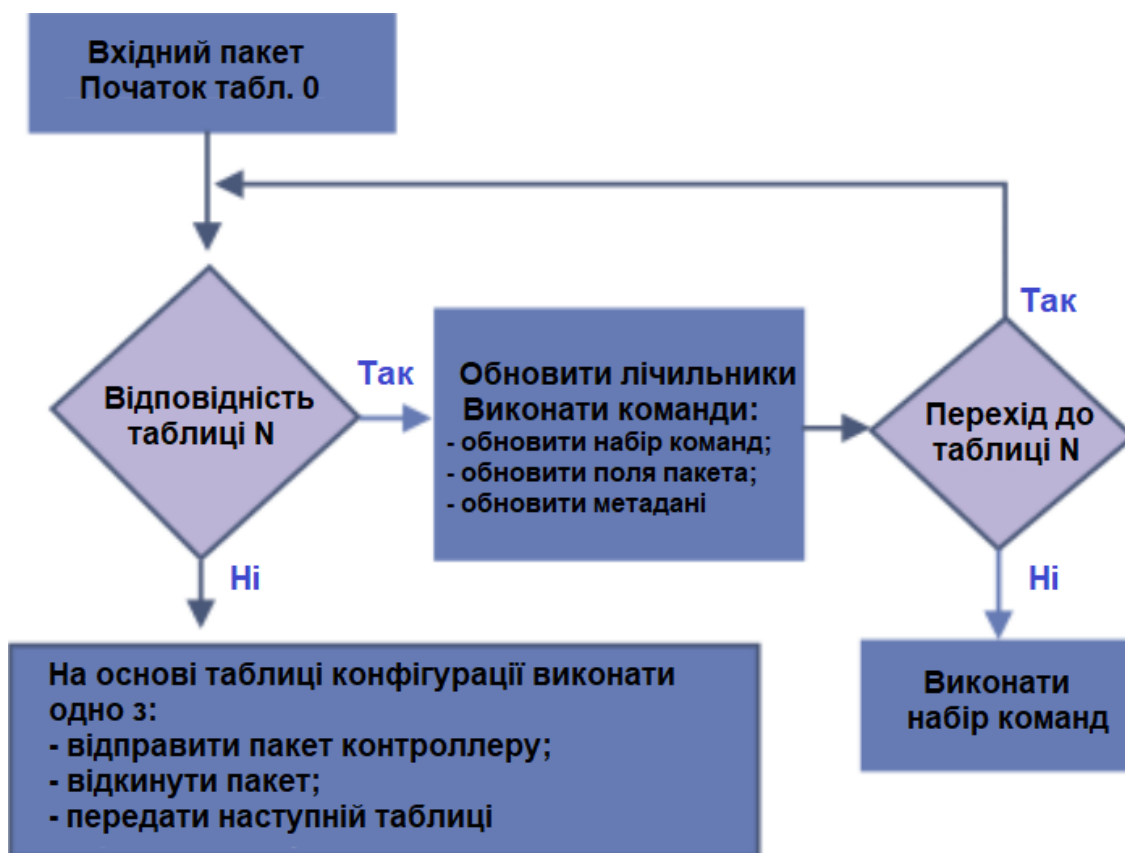 Вхідний пакет
Початок табл. 0
Так
Так
Відповідність
таблиці N
Обновити лічильники
Виконати команди:
- обновити набір команд;
- обновити поля пакета;
- обновити метадані
Перехід до
таблиці N
Ні
Ні
На основі таблиці конфігурації виконати
одно з:
- відправити пакет контроллеру;
- відкинути пакет;
- передати наступній таблиці
Виконати
набір команд